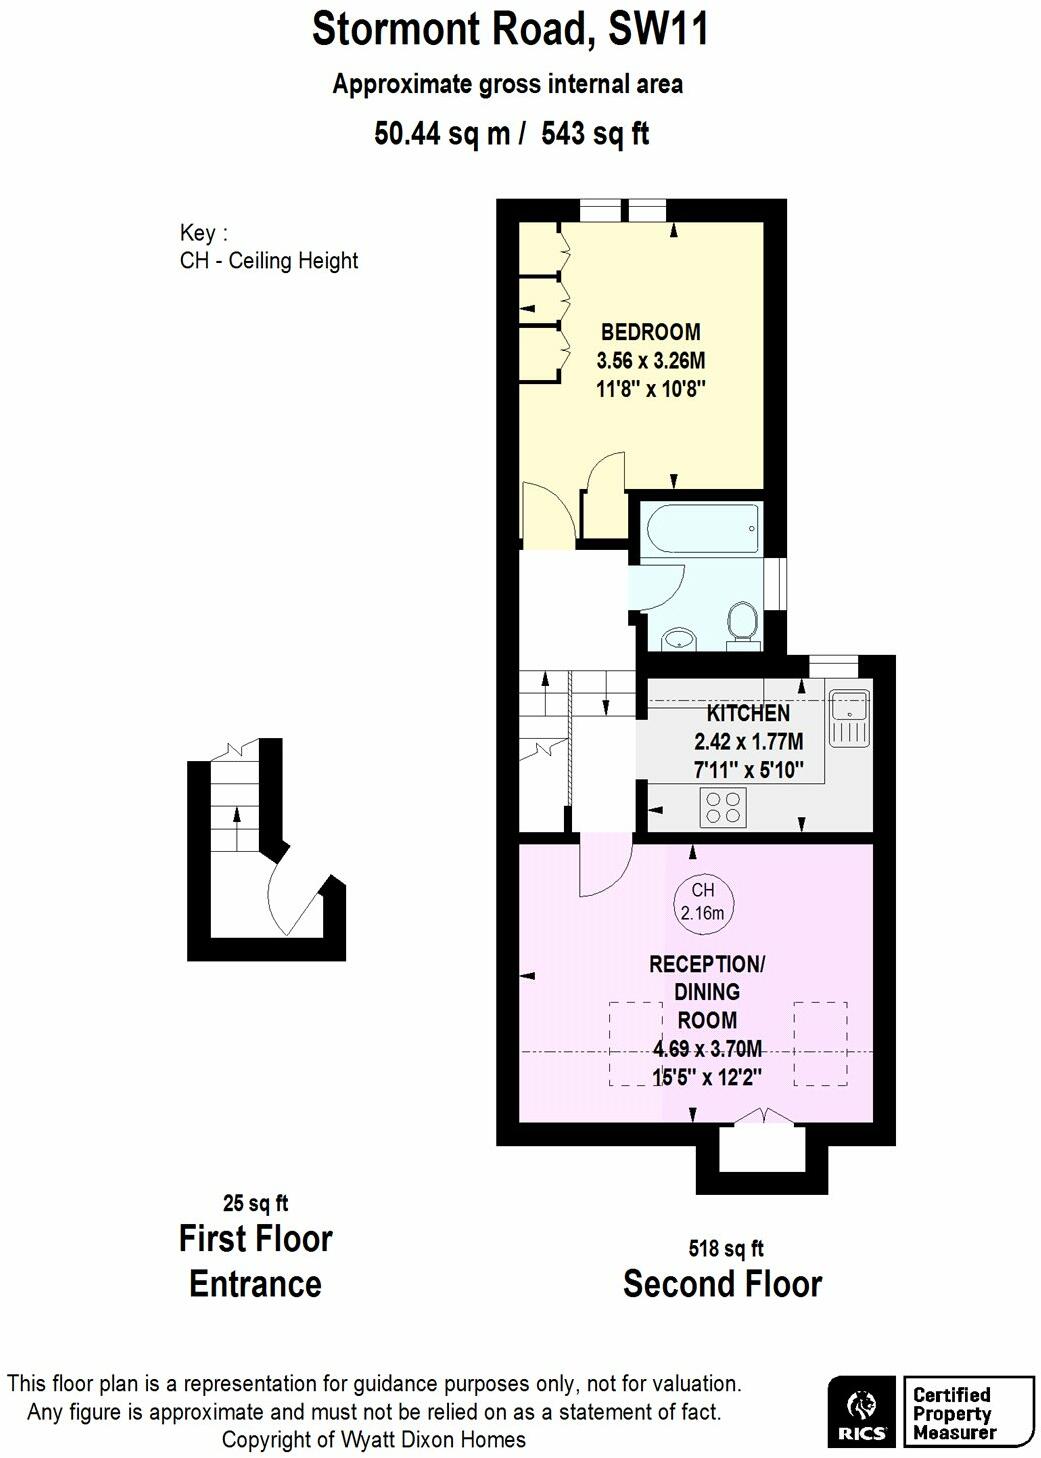 Stormont Road, SW11
Approximate gross internal area
50.44 sq m / 543 sq ft
Key :
CH - Ceiling Height
BEDROOM
3.56 x 3.26M
11'8" x 10'8"
KITCHEN
2.42 x 1.77M
7'11" x 5'10"
CH
2.16m
RECEPTION/
DINING
ROOM
4.69 x 3.70M
15'5" x 12'2"
25 sq ft
First Floor
Entrance
518 sq ft
Second Floor
This floor plan is a representation for guidance purposes only, not for valuation.
Any figure is approximate and must not be relied on as a statement of fact.
Copyright of Wyatt Dixon Homes
RICS
Certified
Property
Measurer